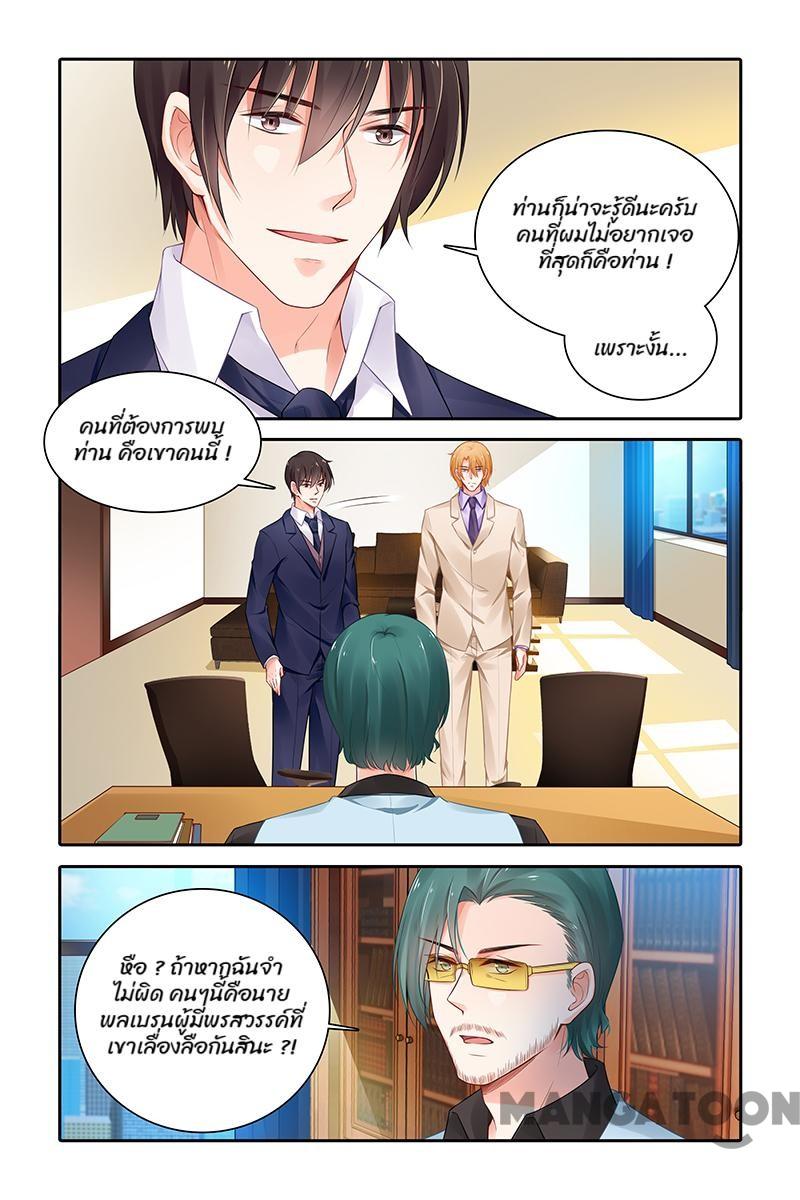 ท่านก็น่าจะรู้ดีนะครับ
คนที่ผมไม่อยากเจอ
ที่สุดก็คือท่าน !
เพราะงั้น...
คนที่ต้องการพบ
ท่าน คือเขาคนนี้ !
หือ ? ถ้าหากฉันจำ
ไม่ผิด คนๆนี้คือนาย
พลเบรนผู้มีพรสวรรค์ที่
เขาเลื่องลือกันสินะ ?!
MANGATOON